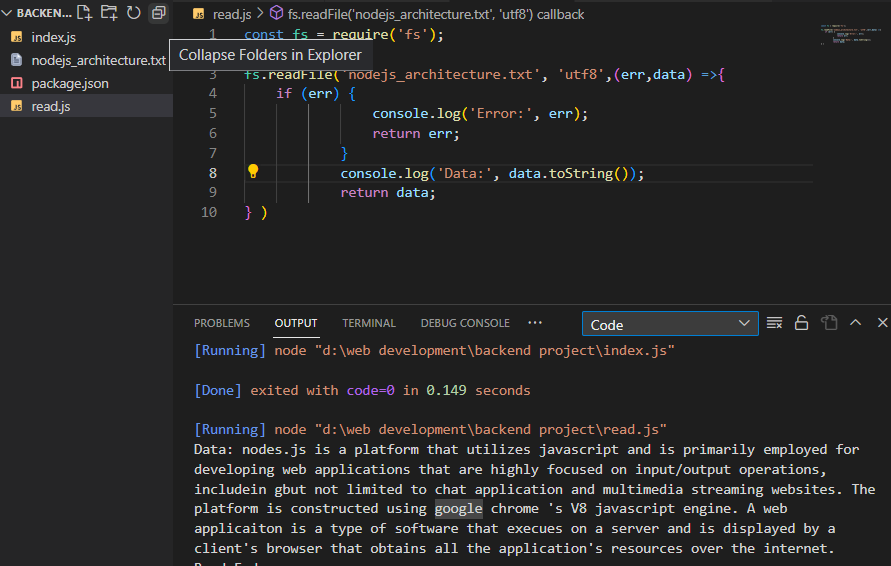 BACKEN...
index.js
nodejs_architecture.txt
package.json
read.js
Collapse Folders in Explorer
read.js > fs.readFile('nodejs_architecture.txt', 'utf8') callback
1 const fs = require('fs');
3 fs.readFile('nodejs_architecture.txt', 'utf8',(err,data) =>{
4 if (err) {
5 console.log('Error:', err);
6 return err;
7 }
8 console.log('Data:', data.toString());
9 return data;
10 } )
PROBLEMS OUTPUT TERMINAL DEBUG CONSOLE ... Code
[Running] node "d:\web development\backend project\index.js"
[Done] exited with code=0 in 0.149 seconds
[Running] node "d:\web development\backend project\read.js"
Data: nodes.js is a platform that utilizes javascript and is primarily employed for
developing web applications that are highly focused on input/output operations,
includein gbut not limited to chat application and multimedia streaming websites. The
platform is constructed using google chrome 's V8 javascript engine. A web
applicaiton is a type of software that execues on a server and is displayed by a
client's browser that obtains all the application's resources over the internet.